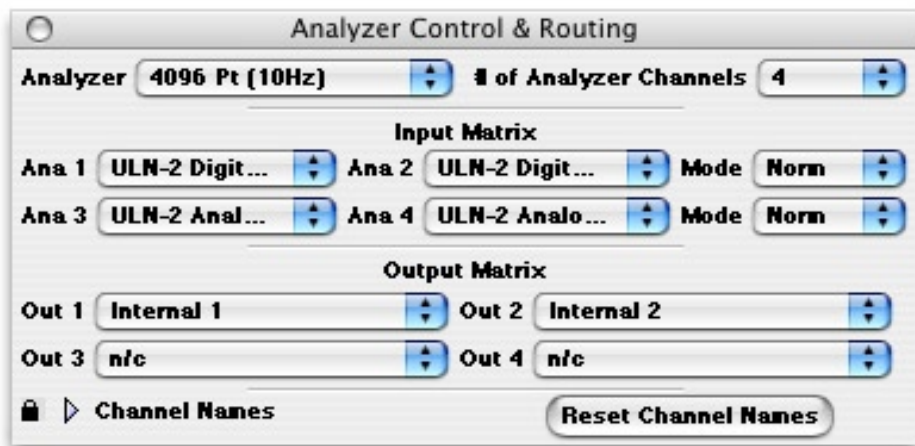 Analyzer Control & Routing
Analyzer 4096 Pt (10Hz) # of Analyzer Channels 4
Input Matrix
Ana 1 ULN-2 Digit... Ana 2 ULN-2 Digit... Mode Norm
Ana 3 ULN-2 Anal... Ana 4 ULN-2 Analo... Mode Norm
Output Matrix
Out 1 Internal 1 Out 2 Internal 2
Out 3 n/c Out 4 n/c
Channel Names Reset Channel Names